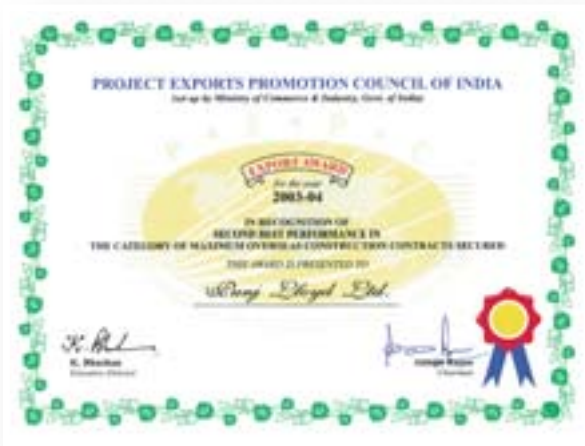 PROJECT EXPORTS PROMOTION COUNCIL OF INDIA
(set up by Ministry of Commerce & Industry, Govt. of India)
EXPORT AWARD
for the year
2003-04
IN RECOGNITION OF
SECOND BEST PERFORMANCE IN
THE CATEGORY OF MAXIMUM OVERSEAS CONSTRUCTION CONTRACTS SECURED
THIS AWARD IS PRESENTED TO
Punj Lloyd Ltd.
K.
Executive Director
Chairman